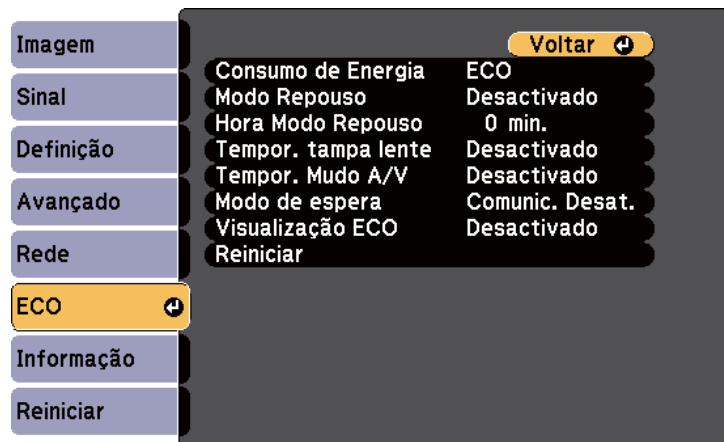 Imagem
Sinal
Definição
Avançado
Rede
ECO
Informação
Reiniciar
Voltar
Consumo de Energia ECO
Modo Repouso Desactivado
Hora Modo Repouso 0 min.
Tempor. tampa lente Desactivado
Tempor. Mudo A/V Desactivado
Modo de espera Comunic. Desat.
Visualização ECO Desactivado
Reiniciar